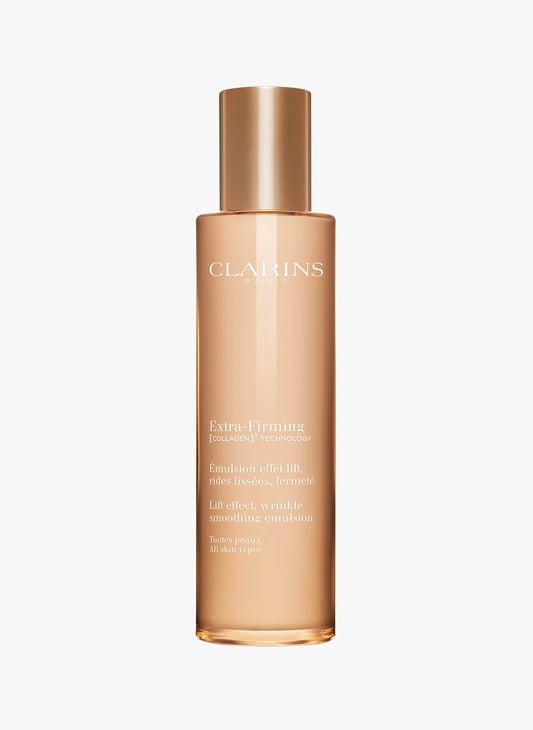 CLARINS
PARIS
Extra-Firming
[COLLAGEN]³ TECHNOLOGY
Émulsion effet lift,
rides lissées, fermeté
Lift effect, wrinkle
smoothing emulsion
Toutes peaux
All skin types